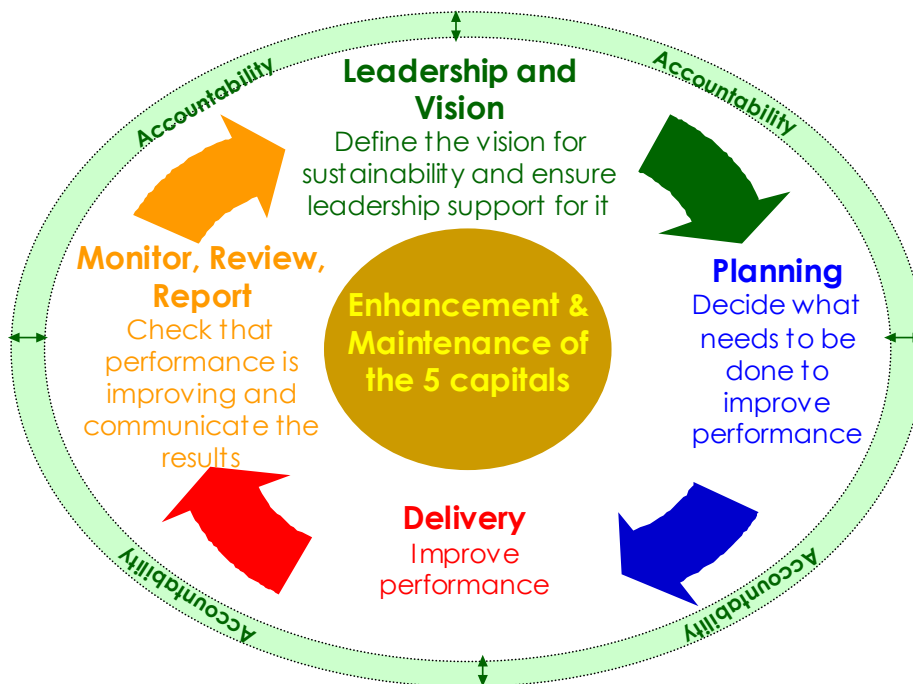 Accountability
Accountability
Leadership and
Vision
Define the vision for
sustainability and ensure
leadership support for it
Planning
Decide what
needs to be
done to
improve
performance
Monitor, Review,
Report
Check that
performance is
improving and
communicate the
results
Enhancement &
Maintenance of
the 5 capitals
Delivery
Improve
performance
Accountability
Accountability